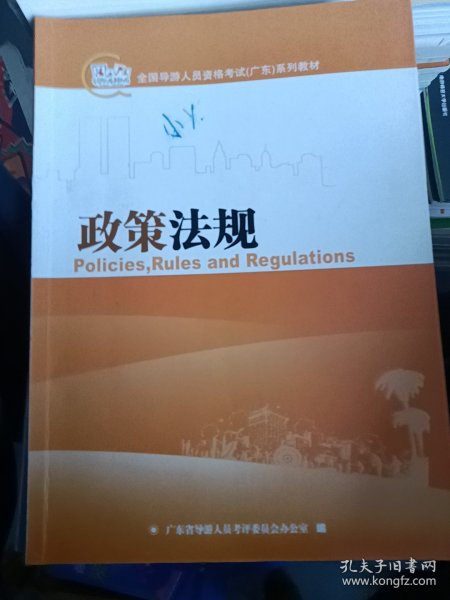 全国导游人员资格考试(广东)系列教材
政策法规
Policies,Rules and Regulations
广东省导游人员考评委员会办公室 编
孔夫子旧书网
www.kongfz.com